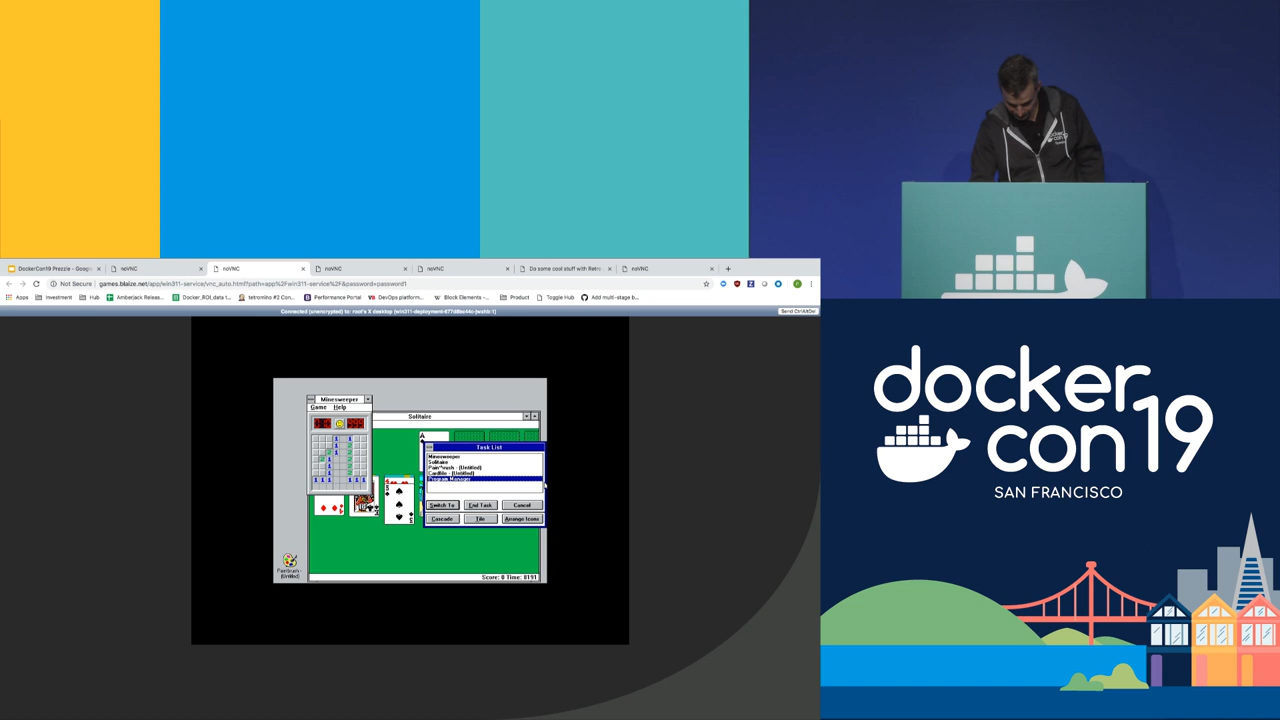 DockerCon19 Prezzie - Googl
noVNC
noVNC
noVNC
noVNC
Do some cool stuff with Retro
noVNC
Not Secure
games.blaize.net/app/win311-service/vnc_auto.html?path=app%2Fwin311-service%2F&password=password1
Apps
Investment
Hub
Amberjack Releas...
Docker_ROI_data t...
tetromino #2 Con...
Performance Portal
DevOps platform...
Block Elements -...
Product
Toggle Hub
Add multi-stage b...
Send CtrlAltDel
Minesweeper
Game Help
Solitaire
A
Task List
Minesweeper
Solitaire
Cardfile - (Untitled)
Program Manager
Switch To
End Task
Cancel
Cascade
Tile
Arrange Icons
Paintbrush -
(Untitled)
Score: 0 Time: 8191
docker
con19
SAN FRANCISCO
docker
con19